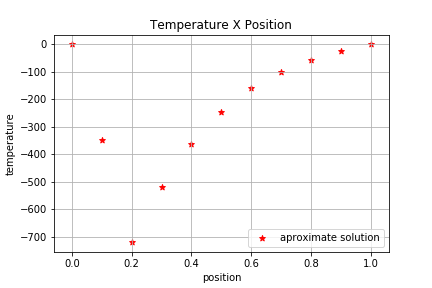 Temperature X Position
temperature
0
−100
−200
−300
−400
−500
−600
−700
aproximate solution
0.0 0.2 0.4 0.6 0.8 1.0
position